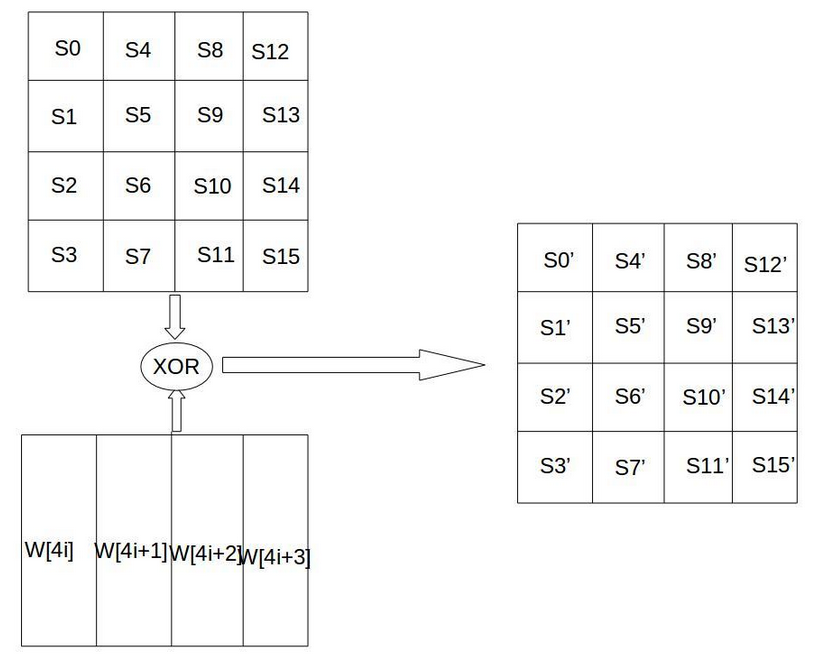 S0 S4 S8 S12
S1 S5 S9 S13
S2 S6 S10 S14
S3 S7 S11 S15
XOR
W[4i] W[4i+1] W[4i+2] W[4i+3]
S0’ S4’ S8’ S12’
S1’ S5’ S9’ S13’
S2’ S6’ S10’ S14’
S3’ S7’ S11’ S15’